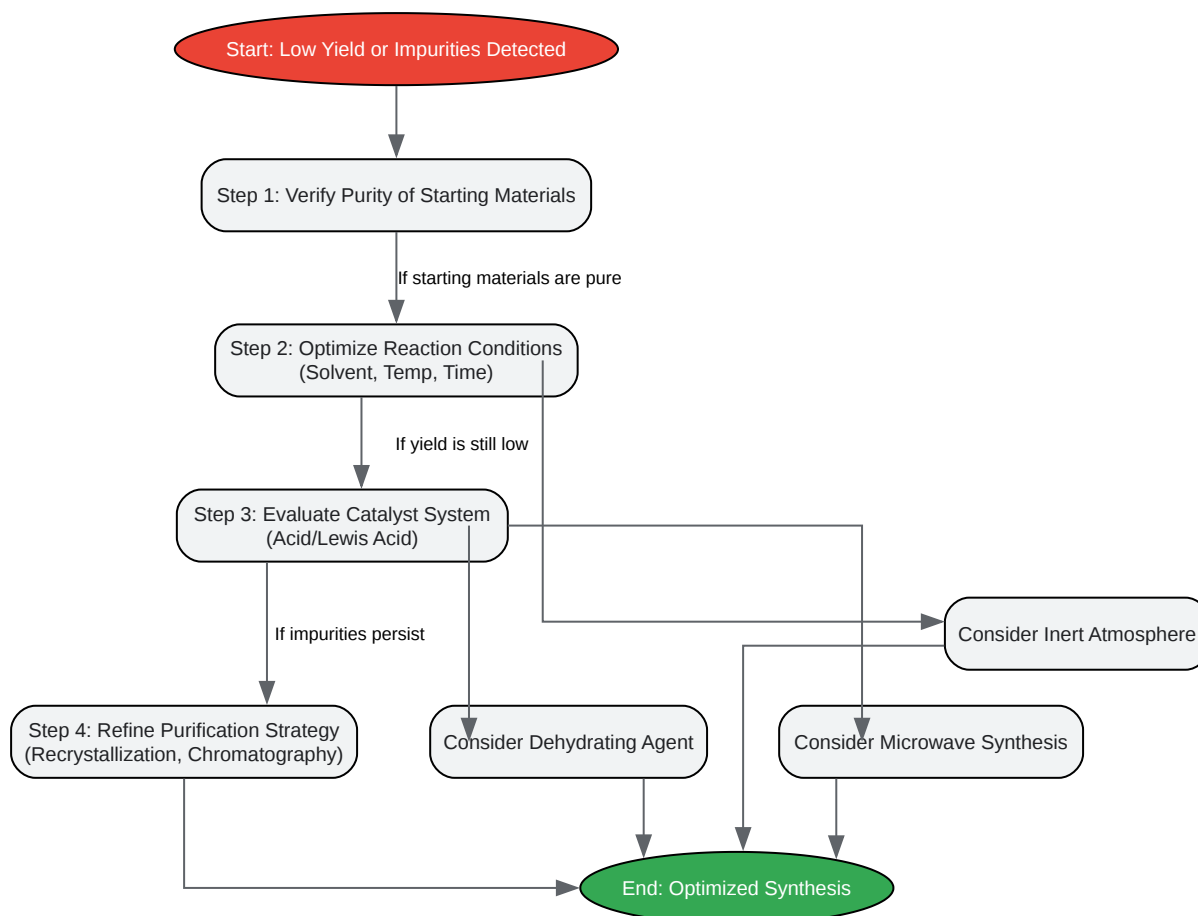 Start: Low Yield or Impurities Detected
Step 1: Verify Purity of Starting Materials
If starting materials are pure
Step 2: Optimize Reaction Conditions
(Solvent, Temp, Time)
If yield is still low
Step 3: Evaluate Catalyst System
(Acid/Lewis Acid)
If impurities persist
Consider Inert Atmosphere
Step 4: Refine Purification Strategy
(Recrystallization, Chromatography)
Consider Dehydrating Agent
Consider Microwave Synthesis
End: Optimized Synthesis